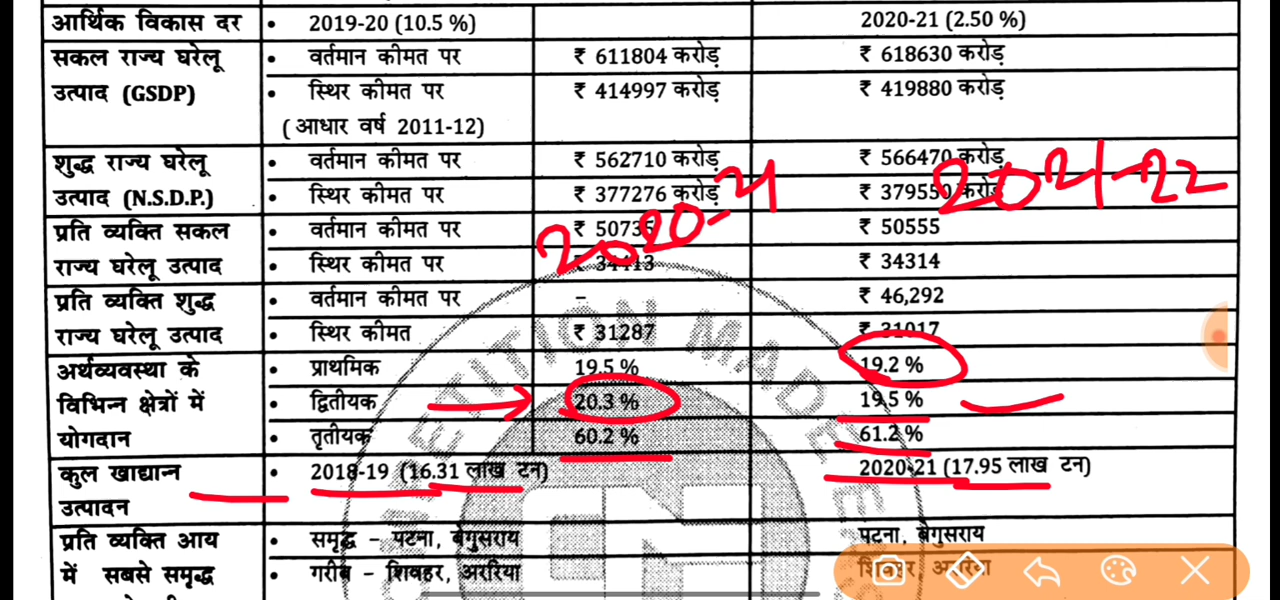 आर्थिक विकास दर • 2019-20 (10.5 %) 2020-21 (2.50 %)
सकल राज्य घरेलू • वर्तमान कीमत पर ₹ 611804 करोड़ ₹ 618630 करोड़
उत्पाद (GSDP) • स्थिर कीमत पर ₹ 414997 करोड़ ₹ 419880 करोड़
( आधार वर्ष 2011-12)
शुद्ध राज्य घरेलू • वर्तमान कीमत पर ₹ 562710 करोड़ ₹ 566470 करोड़
उत्पाद (N.S.D.P.) • स्थिर कीमत पर ₹ 377276 करोड़ ₹ 379550 करोड़
2020-21 2021-22
प्रति व्यक्ति सकल • वर्तमान कीमत पर ₹ 50735 ₹ 50555
राज्य घरेलू उत्पाद • स्थिर कीमत पर ₹ 34413 ₹ 34314
प्रति व्यक्ति शुद्ध • वर्तमान कीमत पर – ₹ 46,292
राज्य घरेलू उत्पाद • स्थिर कीमत ₹ 31287 ₹ 31017
अर्थव्यवस्था के • प्राथमिक 19.5 % 19.2 %
विभिन्न क्षेत्रों में • द्वितीयक 20.3 % 19.5 %
योगदान • तृतीयक 60.2 % 61.2 %
कुल खाद्यान्न • 2018-19 (16.31 लाख टन) 2020-21 (17.95 लाख टन)
उत्पादन
प्रति व्यक्ति आय • समृद्ध – पटना, बेगुसराय पटना, बेगुसराय
में सबसे समृद्ध • गरीब – शिवहर, अररिया शिवहर, अररिया